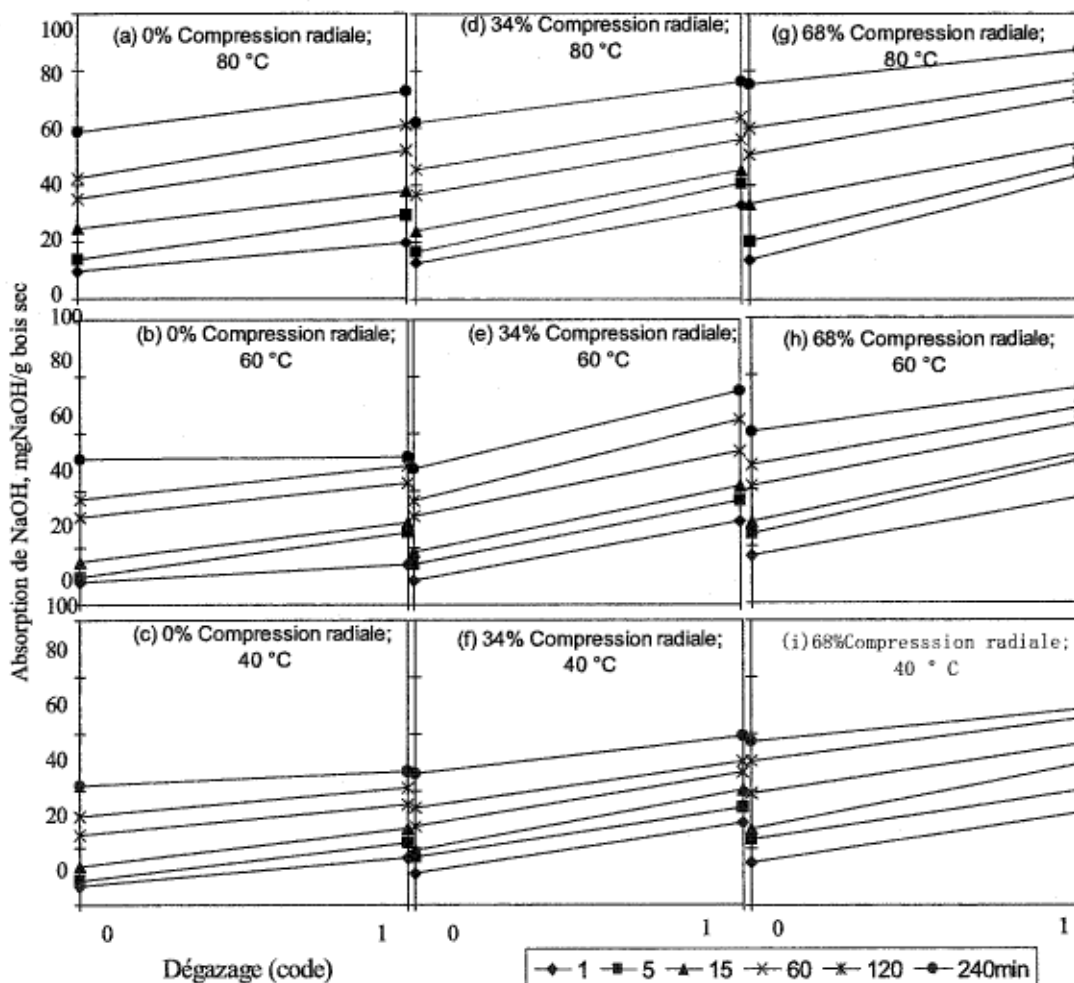 100
80
60
40
20
0
(a) 0% Compression radiale;
80 °C
(d) 34% Compression radiale;
80 °C
(g) 68% Compression radiale;
80 °C
100
80
60
40
20
0
(b) 0% Compression radiale;
60 °C
(e) 34% Compression radiale;
60 °C
(h) 68% Compression radiale;
60 °C
100
80
60
40
20
0
(c) 0% Compression radiale;
40 °C
(f) 34% Compression radiale;
40 °C
(i) 68%Compresssion radiale;
40 ° C
Absorption de NaOH, mgNaOH/g bois sec
0 1 0 1 0 1
Dégazage (code)
1 5 15 60 120 240min